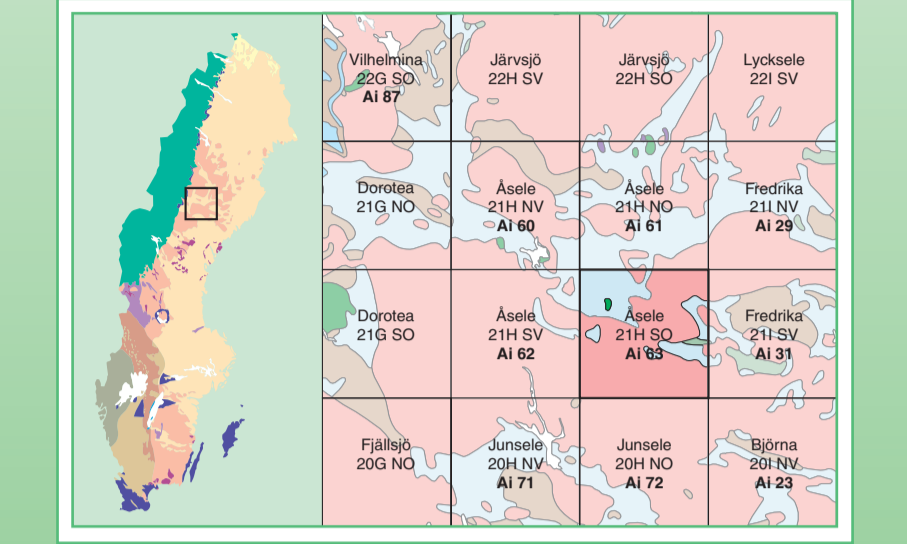 Vilhelmina
22G SO
Ai 87
Järvsjö
22H SV
Järvsjö
22H SO
Lycksele
22I SV
Dorotea
21G NO
Åsele
21H NV
Ai 60
Åsele
21H NO
Ai 61
Fredrika
21I NV
Ai 29
Dorotea
21G SO
Åsele
21H SV
Ai 62
Åsele
21H SO
Ai 63
Fredrika
21I SV
Ai 31
Fjällsjö
20G NO
Junsele
20H NV
Ai 71
Junsele
20H NO
Ai 72
Björna
20I NV
Ai 23